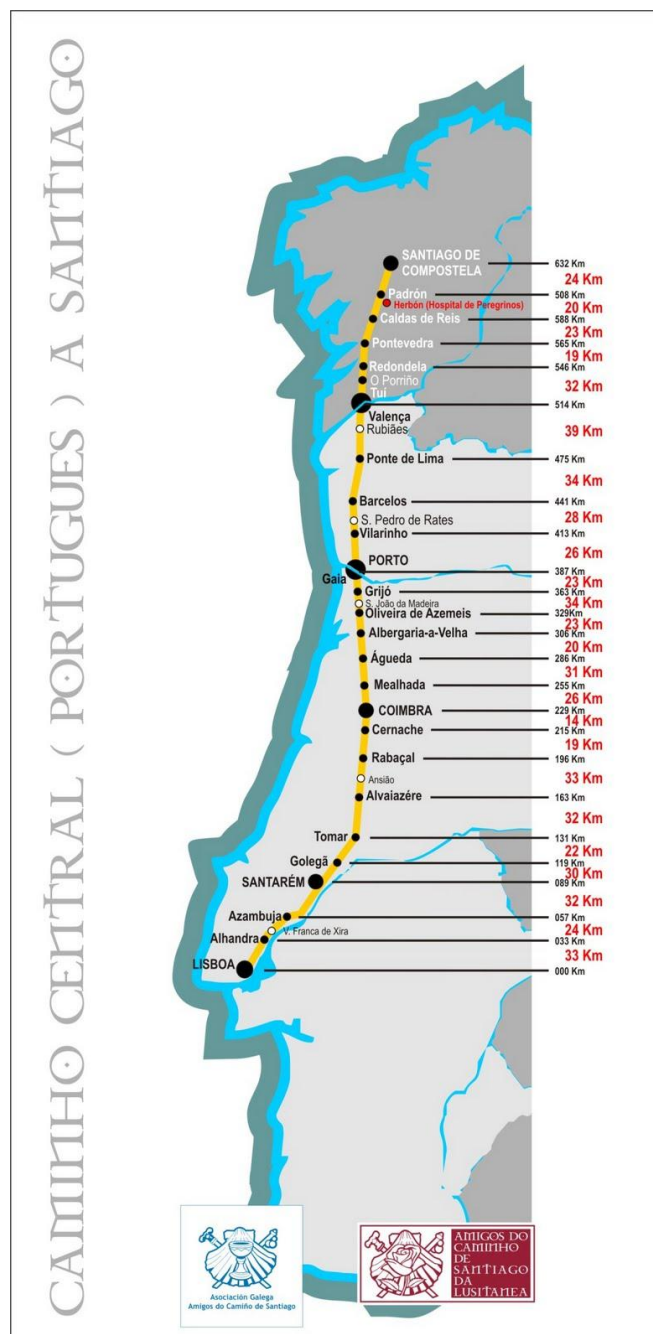 CAMINHO CENTRAL ( PORTUGUES ) A SANTIAGO
SANTIAGO DE
COMPOSTELA
632 Km
24 Km
Padrón
508 Km
Herbón (Hospital de Peregrinos)
20 Km
Caldas de Reis
588 Km
23 Km
Pontevedra
565 Km
19 Km
Redondela
546 Km
O Porriño
32 Km
Tui
514 Km
Valença
Rubiães
39 Km
Ponte de Lima
475 Km
34 Km
Barcelos
441 Km
S. Pedro de Rates
28 Km
Vilarinho
413 Km
26 Km
PORTO
387 Km
Gaia
23 Km
Grijó
363 Km
S. João da Madeira
34 Km
Oliveira de Azemeis
329Km
23 Km
Albergaria-a-Velha
306 Km
20 Km
Águeda
286 Km
31 Km
Mealhada
255 Km
26 Km
COIMBRA
229 Km
14 Km
Cernache
215 Km
19 Km
Rabaçal
196 Km
Ansião
33 Km
Alvaiazére
163 Km
32 Km
Tomar
131 Km
22 Km
Golegã
119 Km
30 Km
SANTARÉM
089 Km
32 Km
Azambuja
057 Km
V. Franca de Xira
24 Km
Alhandra
033 Km
33 Km
LISBOA
000 Km
Asociación Galega
Amigos do Camiño de Santiago
AMIGOS DO
CAMINHO
DE
SANTIAGO
DA
LUSITANEA